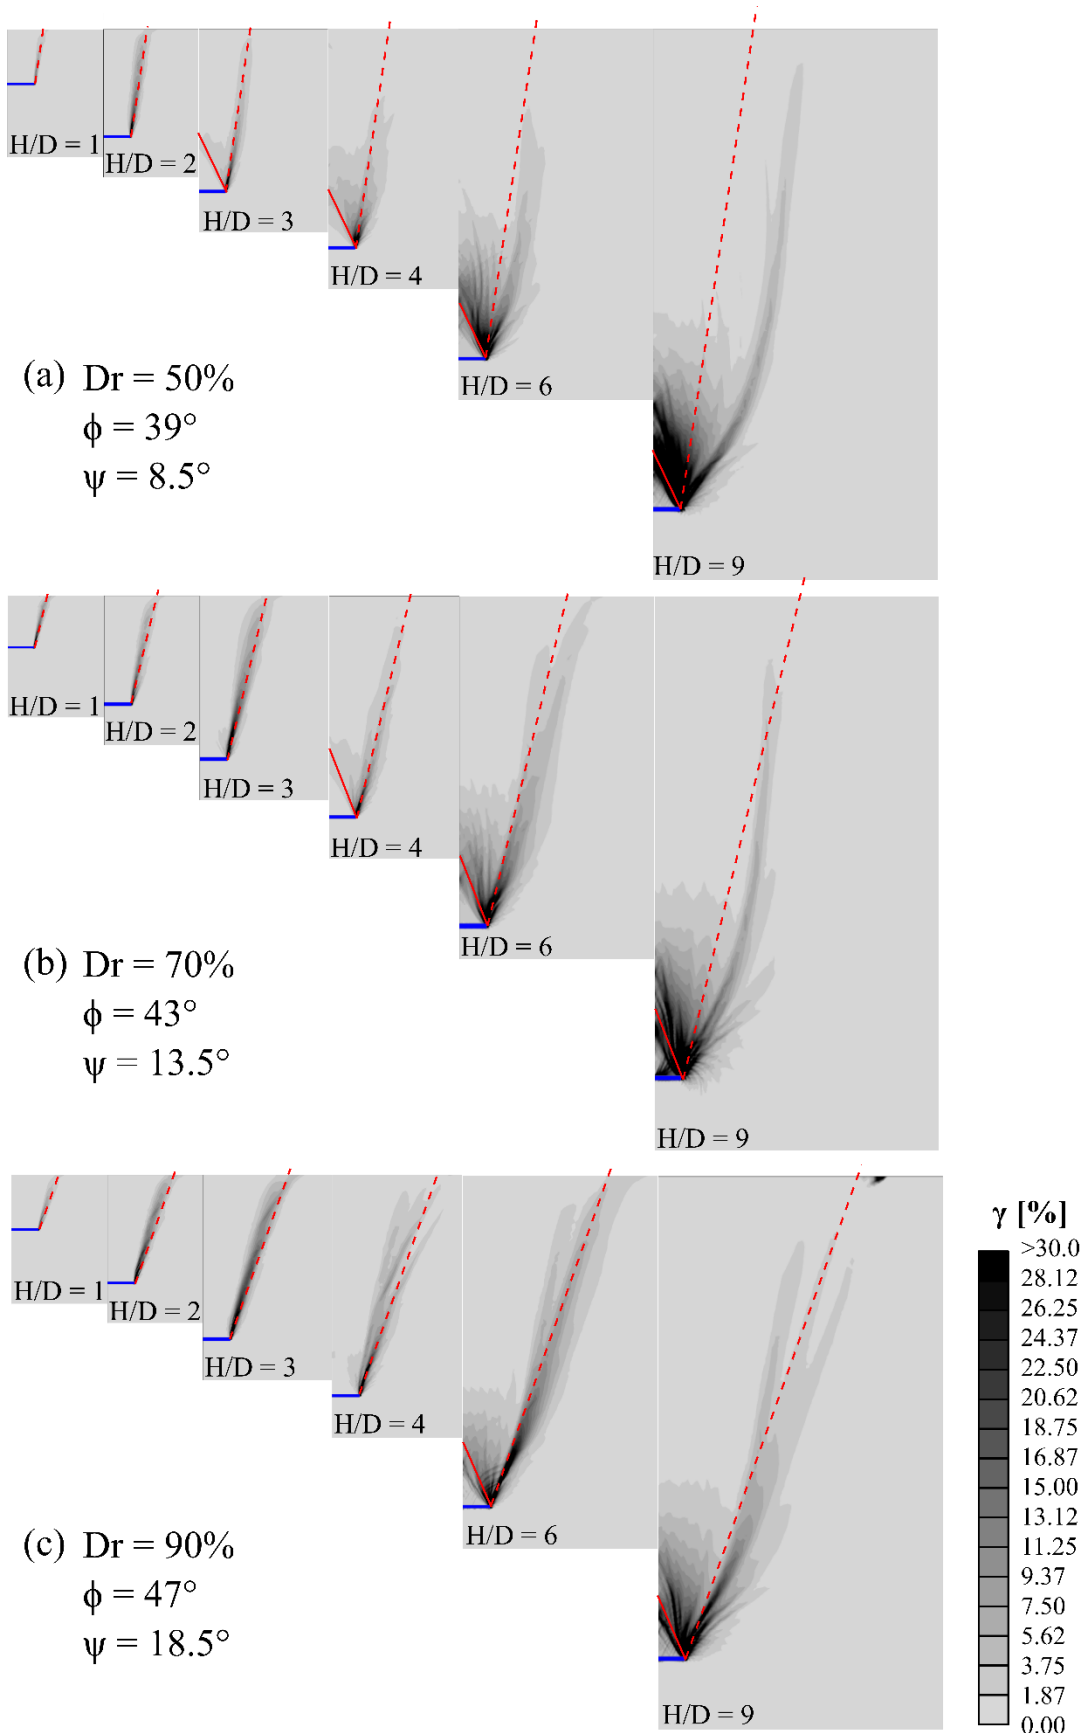 H/D = 1
H/D = 2
H/D = 3
H/D = 4
H/D = 6
H/D = 9
(a) Dr = 50%
ϕ = 39°
ψ = 8.5°
H/D = 1
H/D = 2
H/D = 3
H/D = 4
H/D = 6
H/D = 9
(b) Dr = 70%
ϕ = 43°
ψ = 13.5°
H/D = 1
H/D = 2
H/D = 3
H/D = 4
H/D = 6
H/D = 9
(c) Dr = 90%
ϕ = 47°
ψ = 18.5°
γ [%]
>30.0
28.12
26.25
24.37
22.50
20.62
18.75
16.87
15.00
13.12
11.25
9.37
7.50
5.62
3.75
1.87
0.00